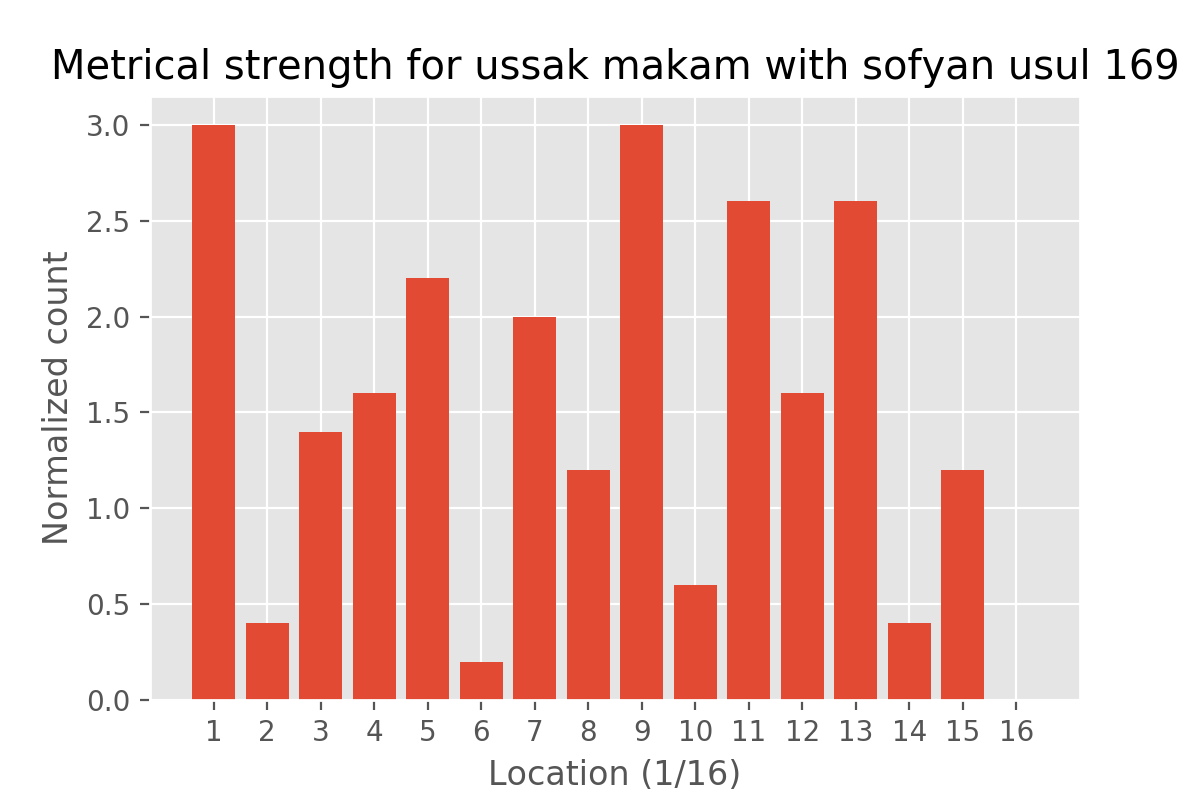 Metrical strength for ussak makam with sofyan usul 169
3.0
2.5
2.0
1.5
1.0
0.5
0.0
Normalized count
1 2 3 4 5 6 7 8 9 10 11 12 13 14 15 16
Location (1/16)